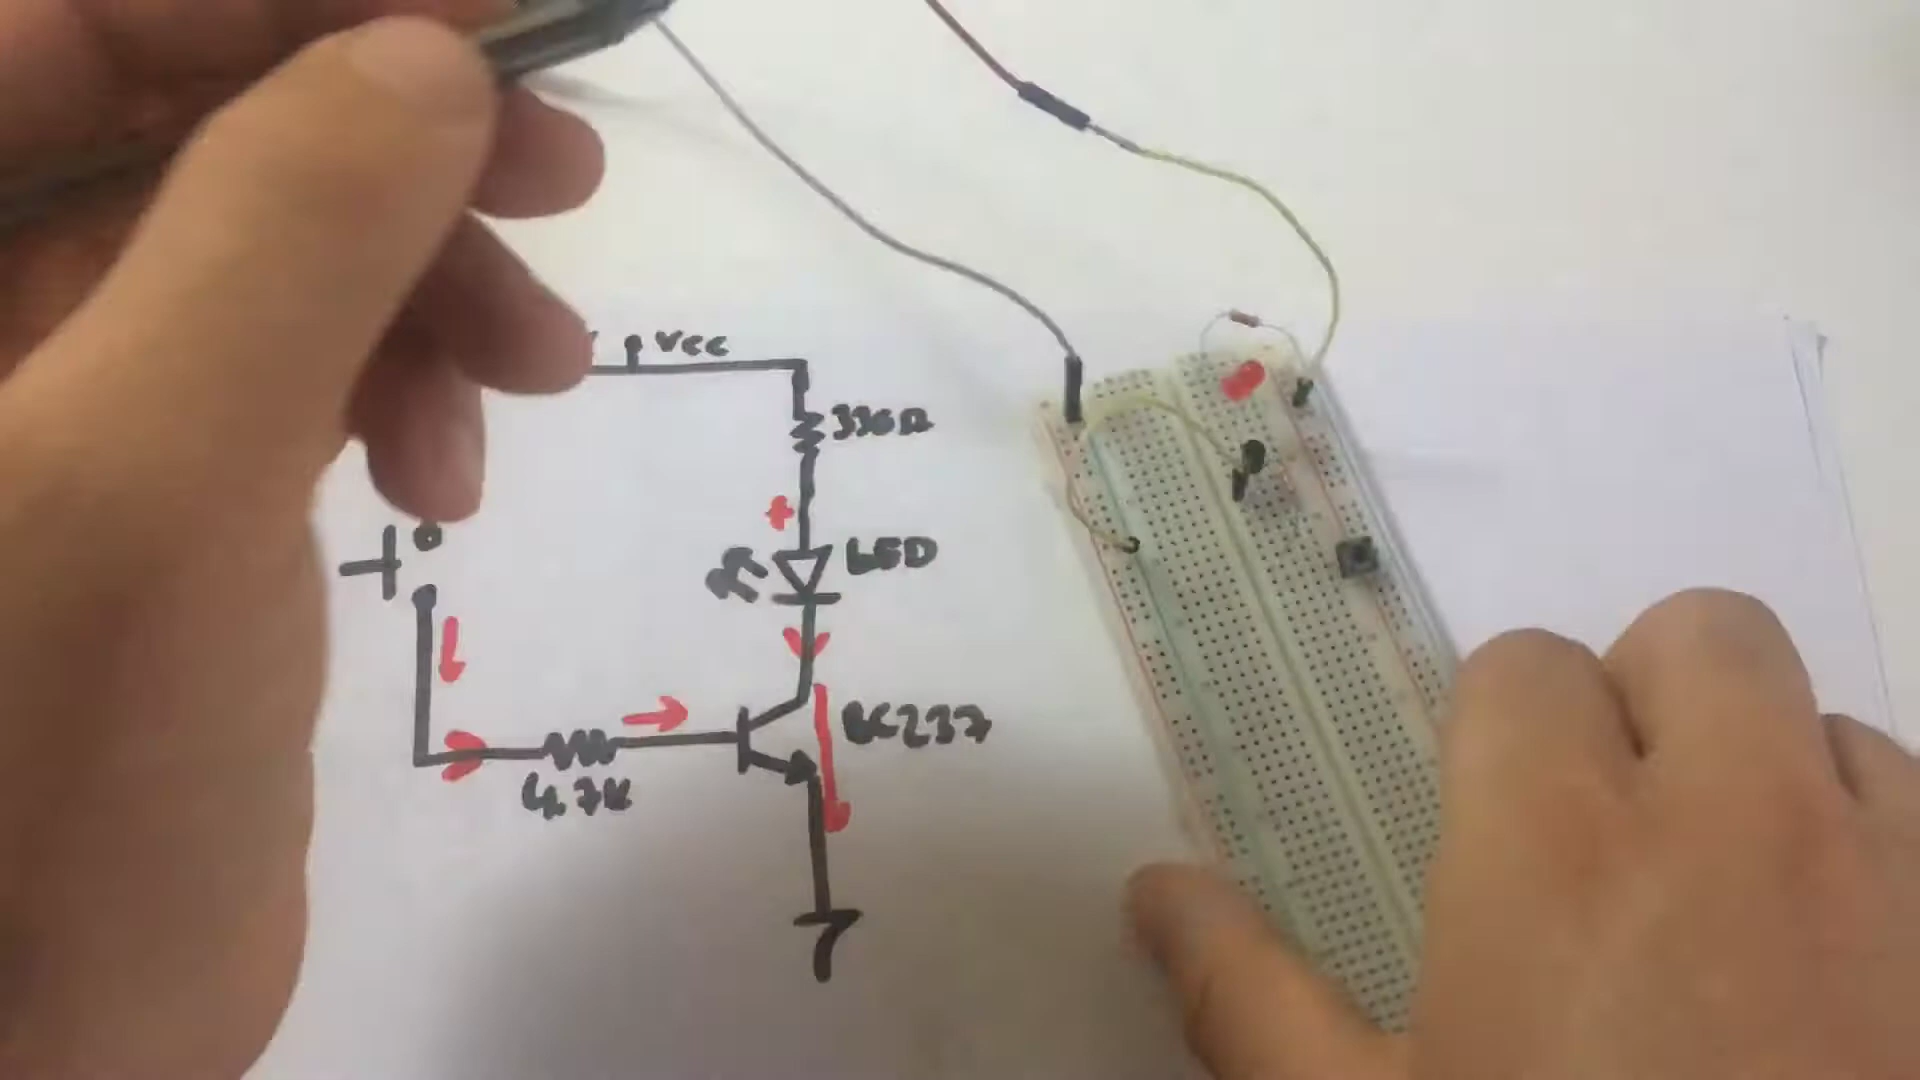 VCC
330Ω
+
LED
BC237
4.7K